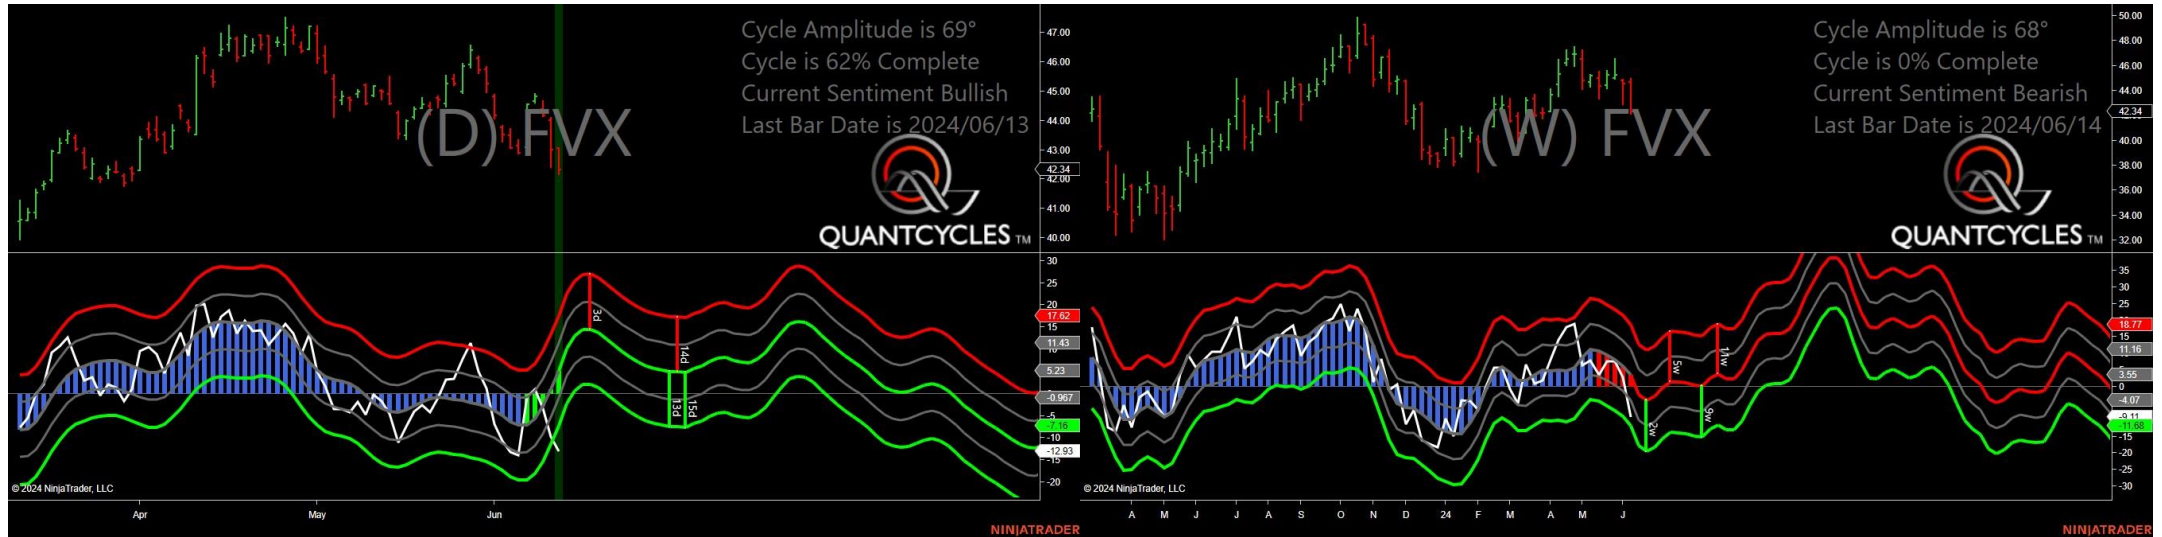 Cycle Amplitude is 69°
Cycle is 62% Complete
Current Sentiment Bullish
Last Bar Date is 2024/06/13
(D) FVX
QUANTCYCLES TM
47.00
46.00
45.00
44.00
43.00
42.34
42.00
41.00
40.00
30
25
20
17.62
15
11.43
10
5.23
-0.967
-5
-7.16
-10
-12.93
-15
-20
3d
14d
13d
15d
© 2024 NinjaTrader, LLC
Apr
May
Jun
NINJATRADER
Cycle Amplitude is 68°
Cycle is 0% Complete
Current Sentiment Bearish
Last Bar Date is 2024/06/14
(W) FVX
QUANTCYCLES TM
50.00
48.00
46.00
44.00
42.34
40.00
38.00
36.00
34.00
32.00
35
30
25
18.77
15
11.16
3.55
0
-4.07
-9.11
-11.68
-15
-20
-25
-30
5w
11w
2w
9w
© 2024 NinjaTrader, LLC
A
M
J
J
A
S
O
N
D
24
F
M
A
M
J
NINJATRADER